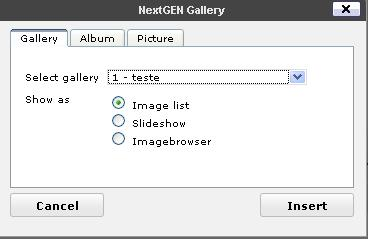 NextGEN Gallery X
Gallery Album Picture
Select gallery 1 - teste
Show as Image list
Slideshow
Imagebrowser
Cancel Insert